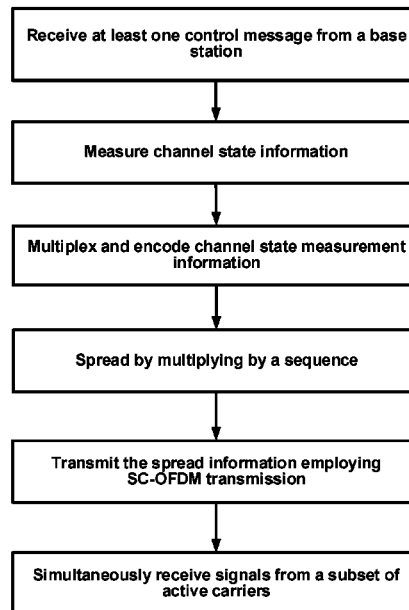 Receive at least one control message from a base
station
Measure channel state information
Multiplex and encode channel state measurement
information
Spread by multiplying by a sequence
Transmit the spread information employing
SC-OFDM transmission
Simultaneously receive signals from a subset of
active carriers